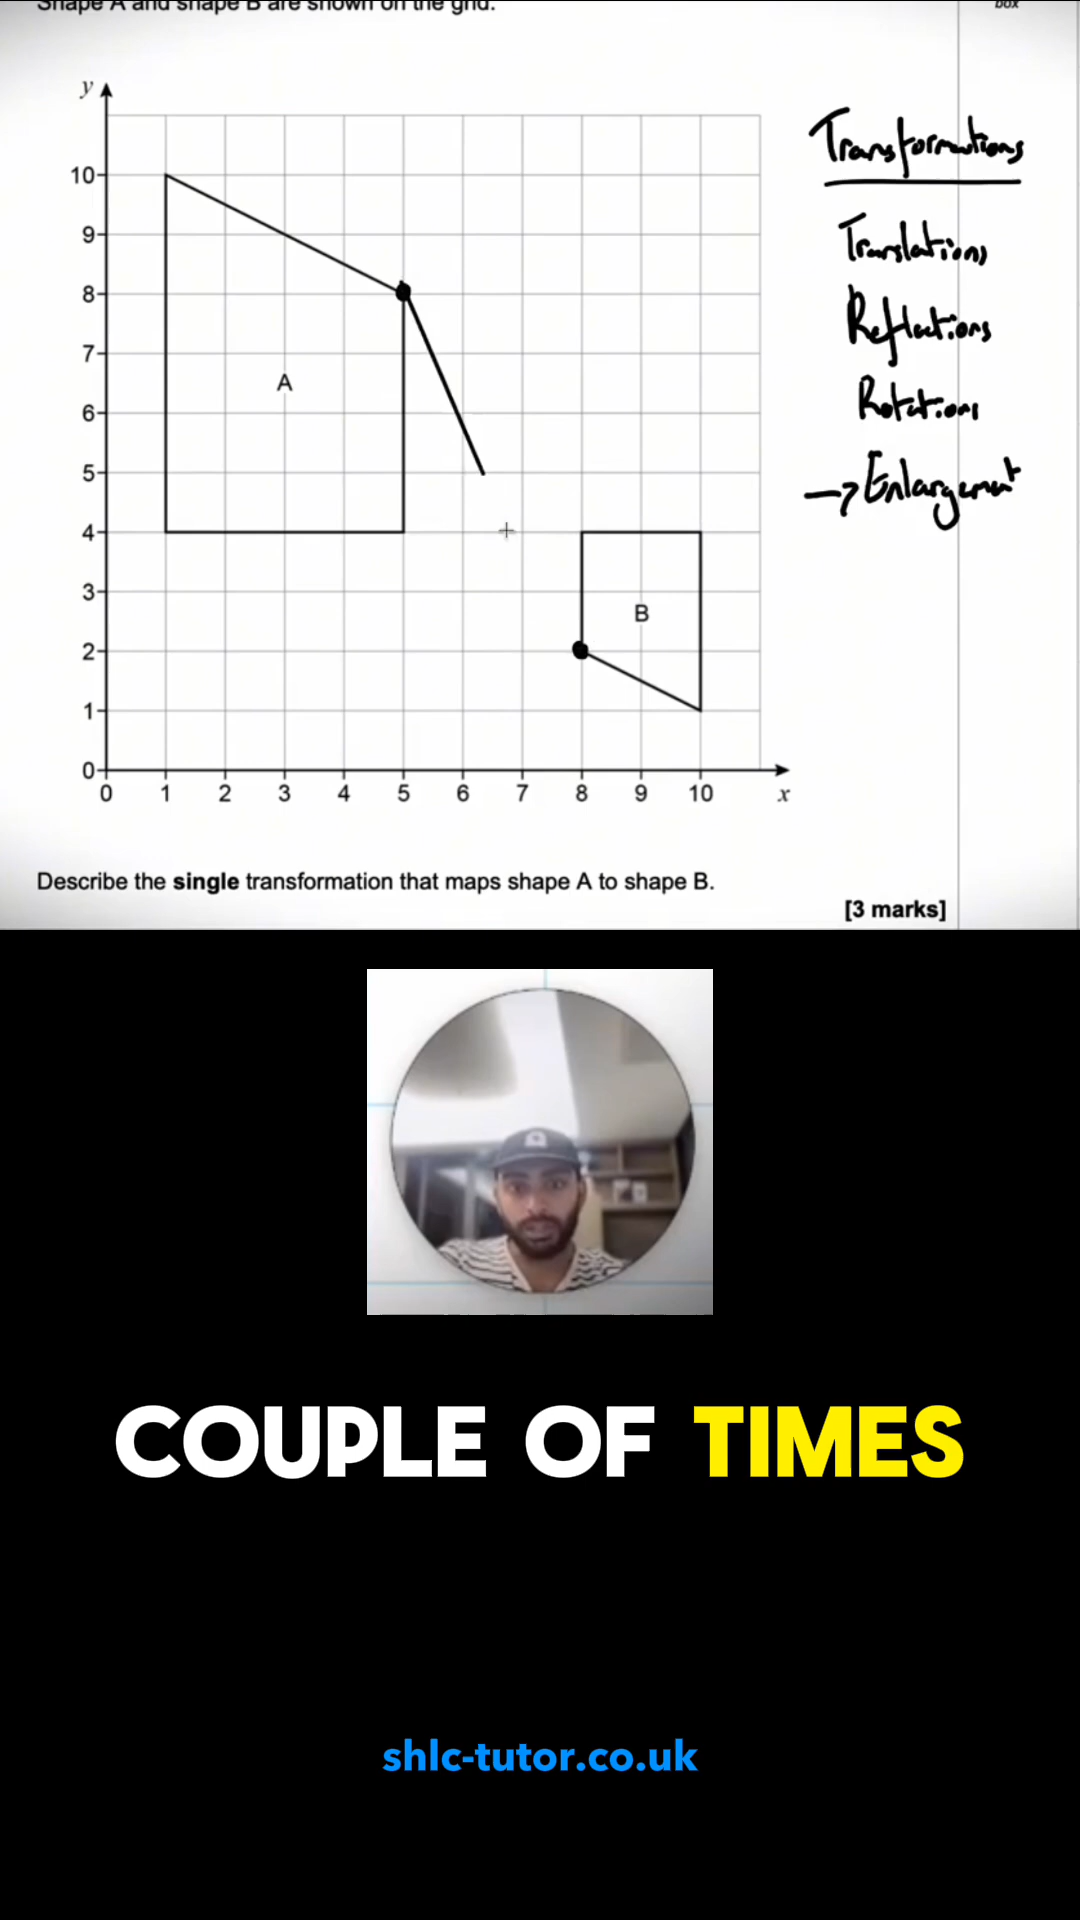 Shape A and shape B are shown on the grid.
box
y
10
9
8
7
6
5
4
3
2
1
0
A
B
0 1 2 3 4 5 6 7 8 9 10 x
Transformations
Translations
Reflections
Rotations
→ Enlargement
Describe the single transformation that maps shape A to shape B.
[3 marks]
COUPLE OF TIMES
shlc-tutor.co.uk